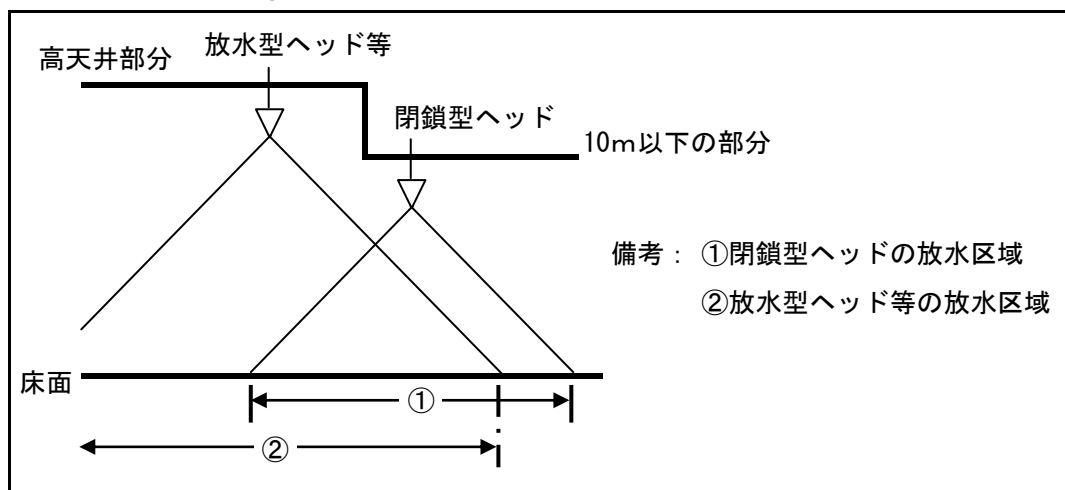 放水型ヘッド等
高天井部分
閉鎖型ヘッド
10m以下の部分
備考： ①閉鎖型ヘッドの放水区域
②放水型ヘッド等の放水区域
床面
①
②